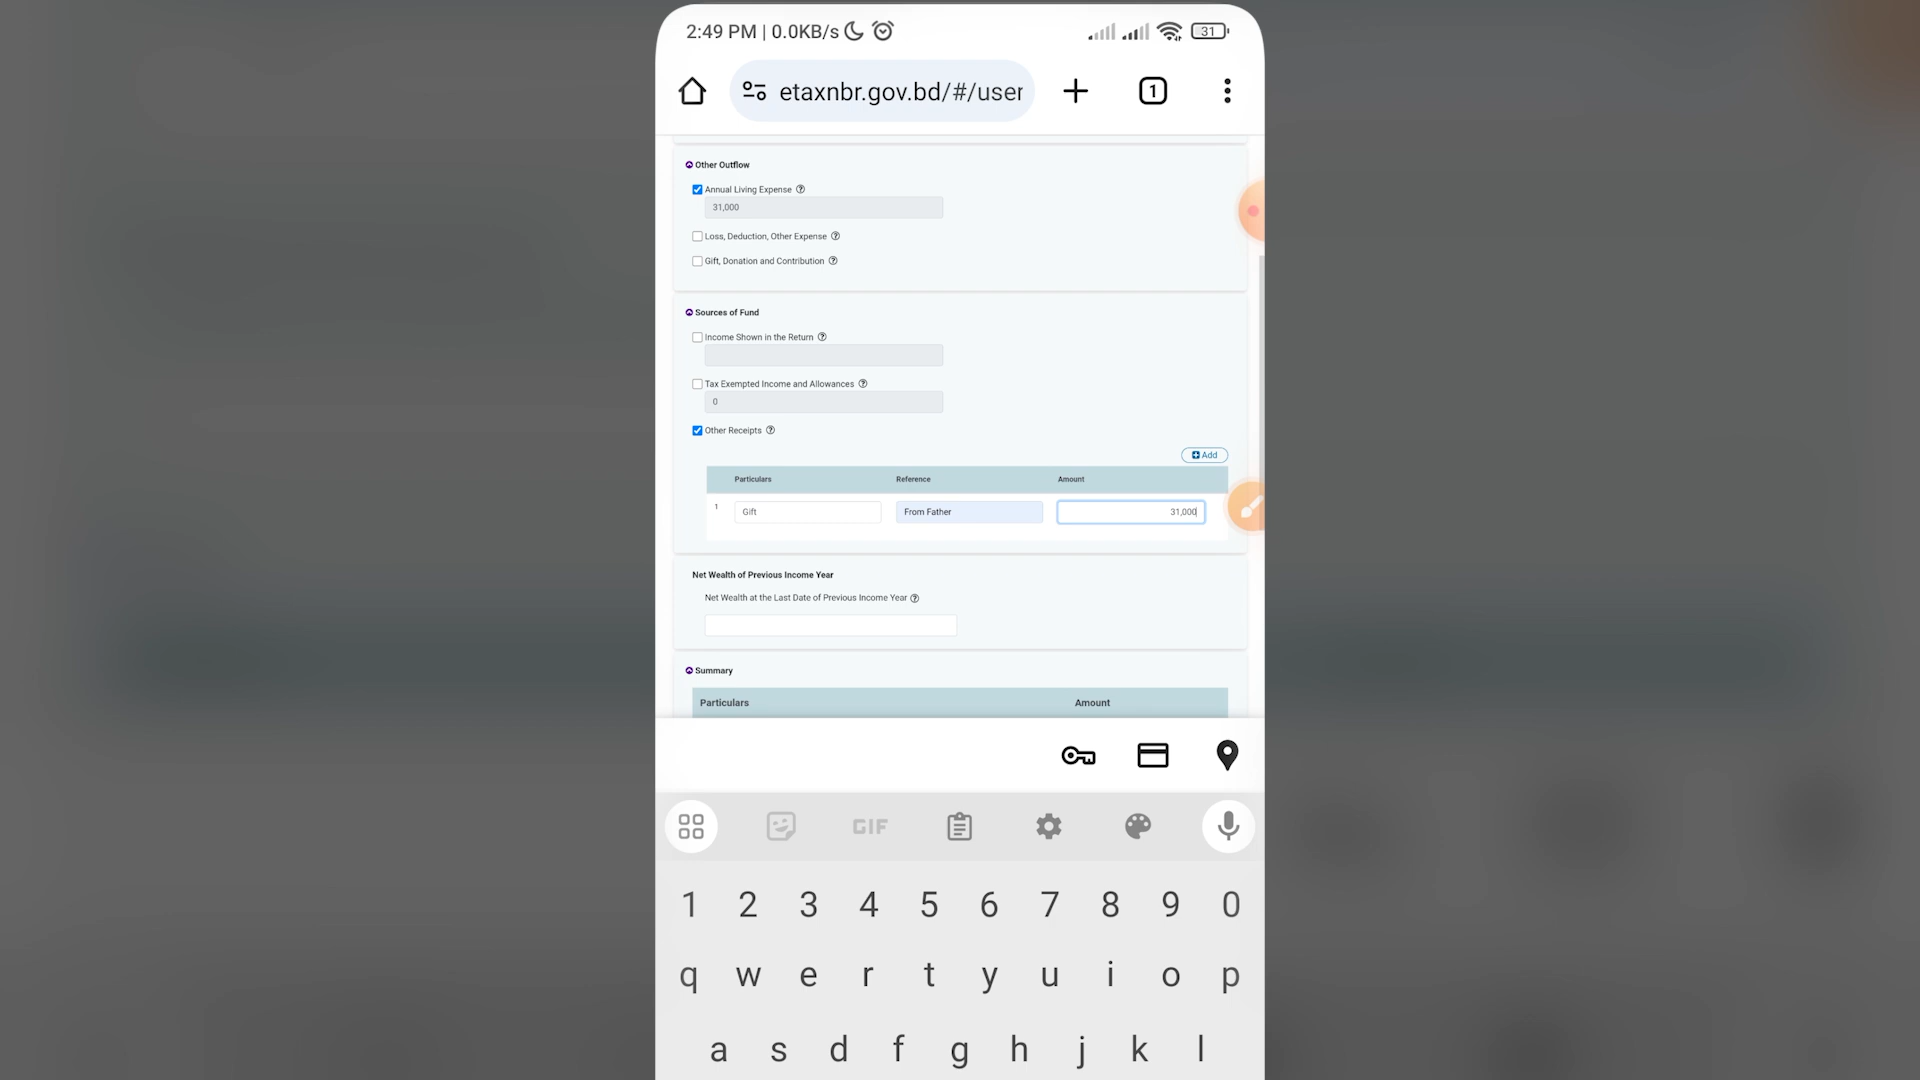 2:49 PM | 0.0KB/s 31
etaxnbr.gov.bd/#/user 1
Other Outflow
Annual Living Expense
31,000
Loss, Deduction, Other Expense
Gift, Donation and Contribution
Sources of Fund
Income Shown in the Return
Tax Exempted Income and Allowances
0
Other Receipts
Add
Particulars Reference Amount
1 Gift From Father 31,000
Net Wealth of Previous Income Year
Net Wealth at the Last Date of Previous Income Year
Summary
Particulars Amount
GIF
1 2 3 4 5 6 7 8 9 0
q w e r t y u i o p
a s d f g h j k l